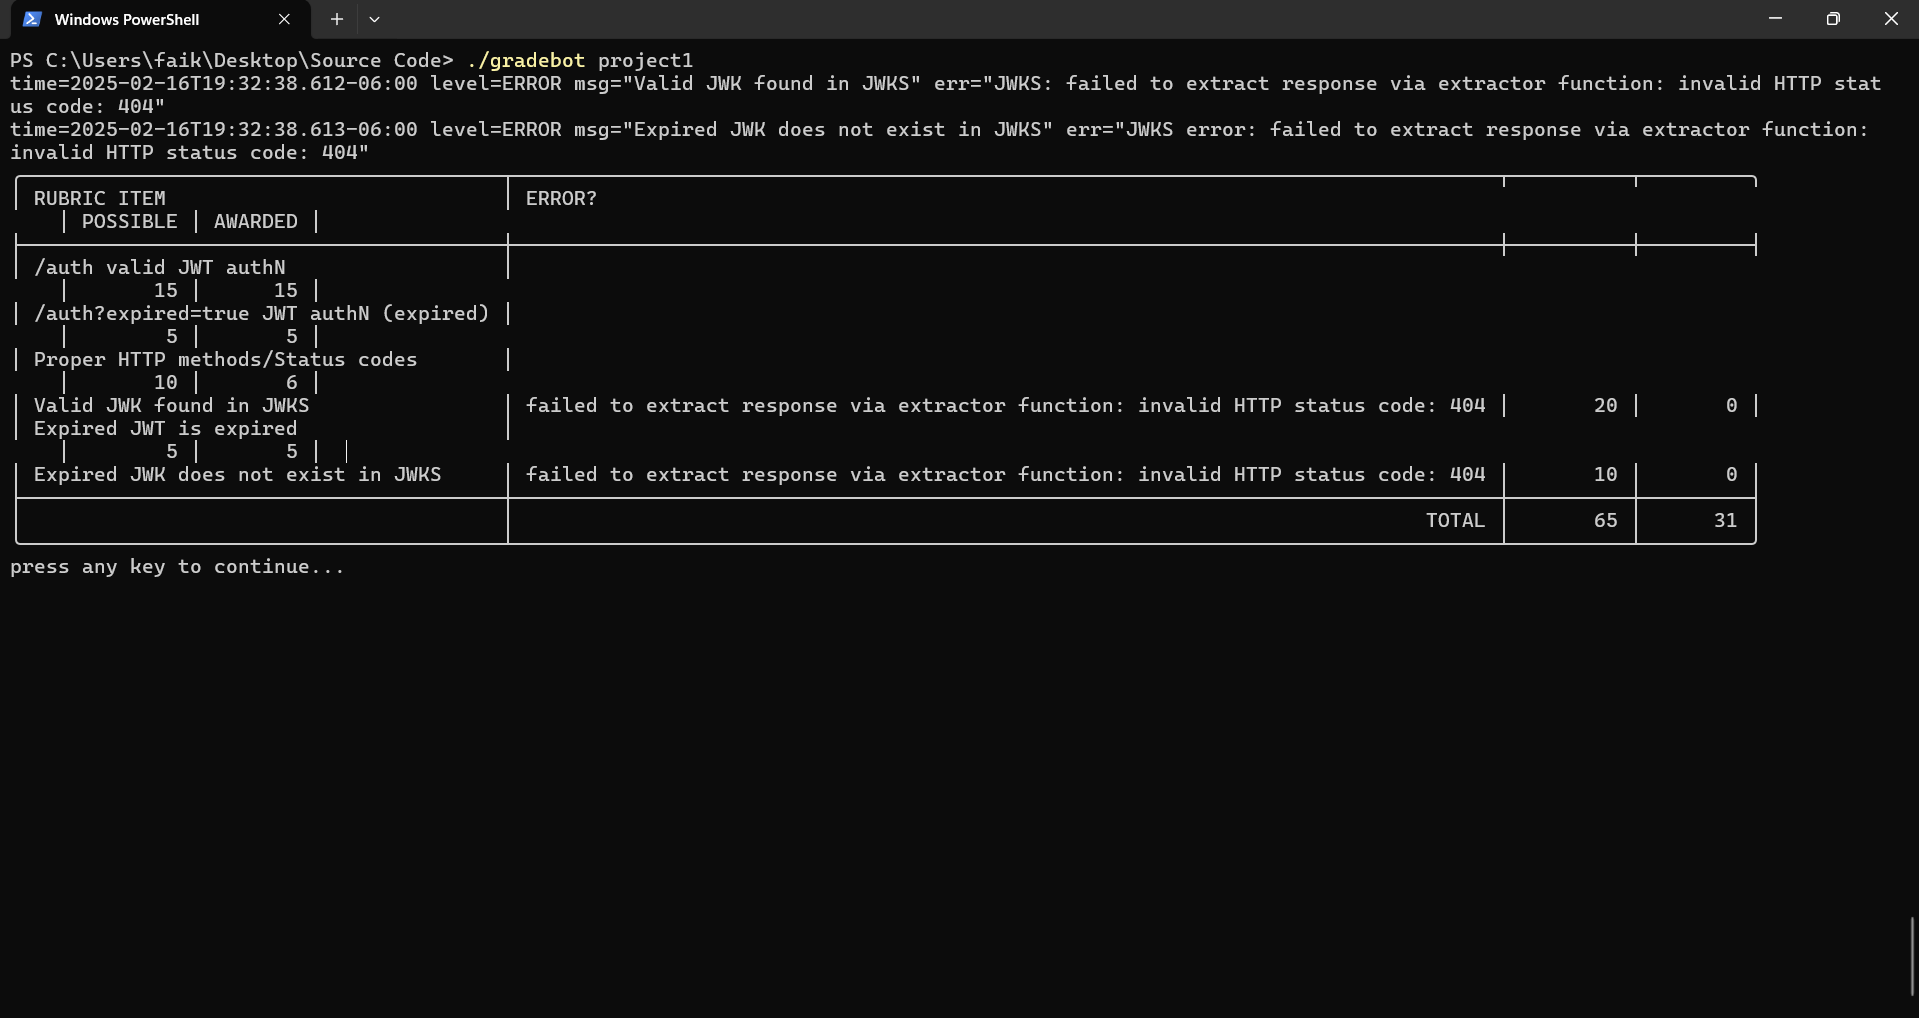 Windows PowerShell
PS C:\Users\faik\Desktop\Source Code> ./gradebot project1
time=2025-02-16T19:32:38.612-06:00 level=ERROR msg="Valid JWK found in JWKS" err="JWKS: failed to extract response via extractor function: invalid HTTP stat
us code: 404"
time=2025-02-16T19:32:38.613-06:00 level=ERROR msg="Expired JWK does not exist in JWKS" err="JWKS error: failed to extract response via extractor function:
invalid HTTP status code: 404"
RUBRIC ITEM | ERROR?
| POSSIBLE | AWARDED |
| /auth valid JWT authN |
| 15 | 15 |
| /auth?expired=true JWT authN (expired) |
| 5 | 5 |
| Proper HTTP methods/Status codes |
| 10 | 6 |
| Valid JWK found in JWKS | failed to extract response via extractor function: invalid HTTP status code: 404 | 20 | 0 |
| Expired JWT is expired |
| 5 | 5 |
| Expired JWK does not exist in JWKS | failed to extract response via extractor function: invalid HTTP status code: 404 | 10 | 0 |
TOTAL | 65 | 31
press any key to continue...